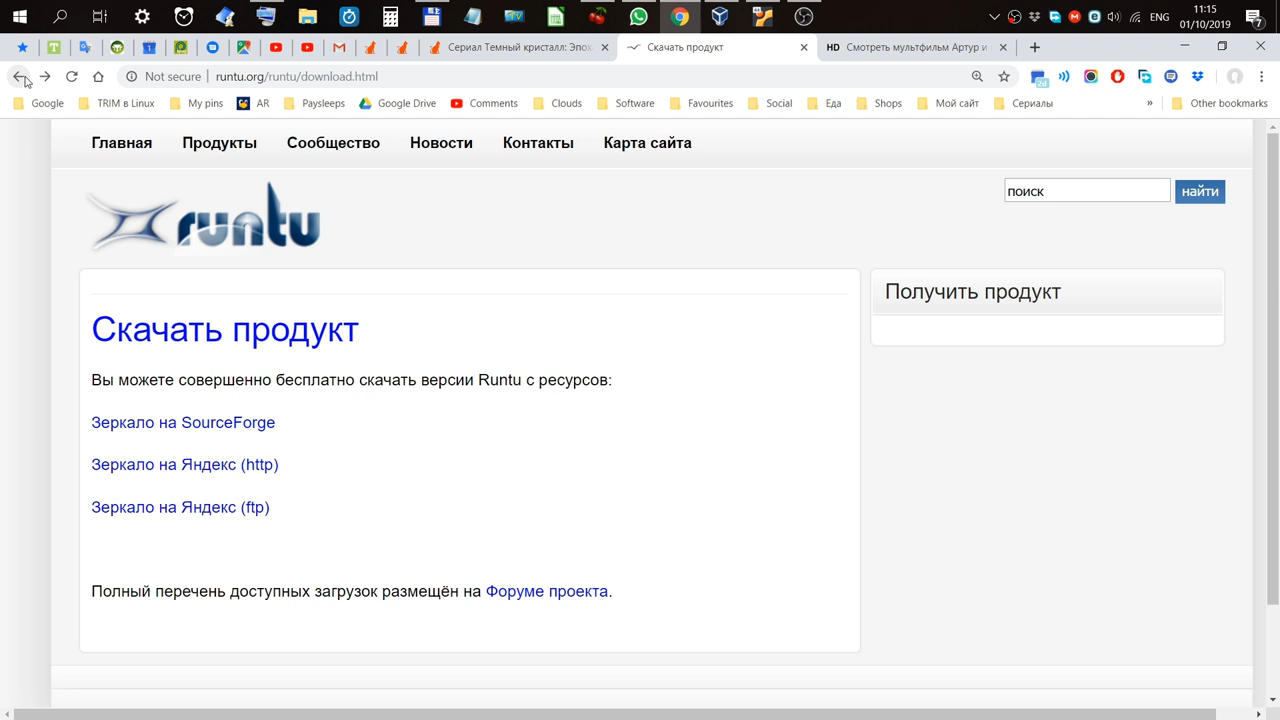 11:15
ENG
01/10/2019
7
Сериал Темный кристалл: Эпох
Скачать продукт
HD Смотреть мультфильм Артур и
Not secure | runtu.org/runtu/download.html
Google
TRIM в Linux
My pins
AR
Paysleeps
Google Drive
Comments
Clouds
Software
Favourites
Social
Еда
Shops
Мой сайт
Сериалы
»
Other bookmarks
Главная
Продукты
Сообщество
Новости
Контакты
Карта сайта
runtu
поиск
найти
Получить продукт
Скачать продукт
Вы можете совершенно бесплатно скачать версии Runtu с ресурсов:
Зеркало на SourceForge
Зеркало на Яндекс (http)
Зеркало на Яндекс (ftp)
Полный перечень доступных загрузок размещён на Форуме проекта.